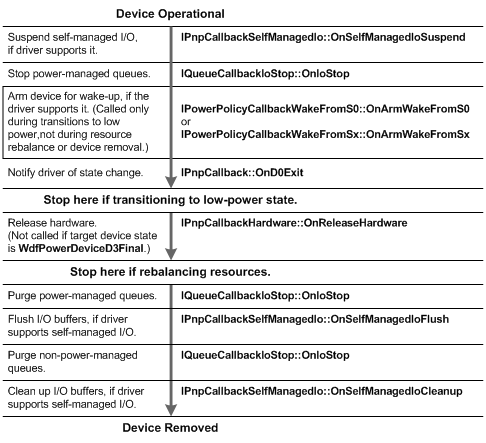 Device Operational
Suspend self-managed I/O,
if driver supports it.
IPnpCallbackSelfManagedIo::OnSelfManagedIoSuspend
Stop power-managed queues.
IQueueCallbackIoStop::OnIoStop
Arm device for wake-up, if the
driver supports it. (Called only
during transitions to low
power,not during resource
rebalance or device removal.)
IPowerPolicyCallbackWakeFromS0::OnArmWakeFromS0
or
IPowerPolicyCallbackWakeFromSx::OnArmWakeFromSx
Notify driver of state change.
IPnpCallback::OnD0Exit
Stop here if transitioning to low-power state.
Release hardware.
(Not called if target device state
is WdfPowerDeviceD3Final.)
IPnpCallbackHardware::OnReleaseHardware
Stop here if rebalancing resources.
Purge power-managed queues.
IQueueCallbackIoStop::OnIoStop
Flush I/O buffers, if driver
supports self-managed I/O.
IPnpCallbackSelfManagedIo::OnSelfManagedIoFlush
Purge non-power-managed
queues.
IQueueCallbackIoStop::OnIoStop
Clean up I/O buffers, if driver
supports self-managed I/O.
IPnpCallbackSelfManagedIo::OnSelfManagedIoCleanup
Device Removed